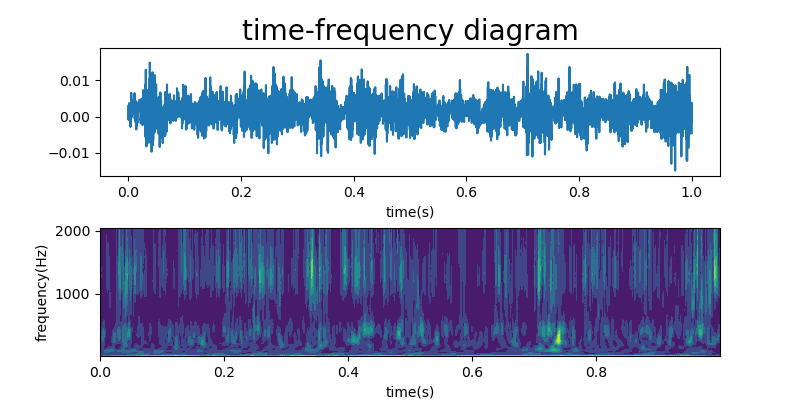 time-frequency diagram
0.01
0.00
−0.01
0.0 0.2 0.4 0.6 0.8 1.0
time(s)
2000
1000
frequency(Hz)
0.0 0.2 0.4 0.6 0.8
time(s)